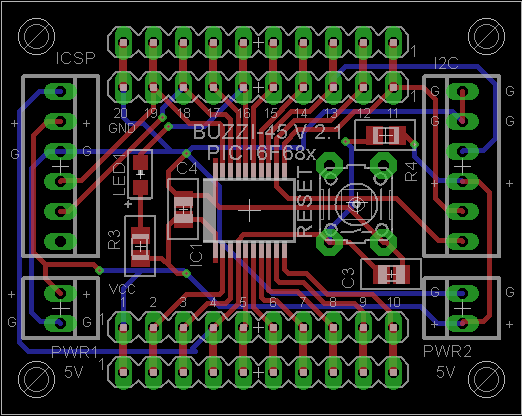 ICSP
1
I2C
G
G
+
+
G
G
+
+
20 19 18 17 16 15 14 13 12 11
GND
BUZZI-45 V 2.1
PIC16F68x
LED1
+
C4
RESET
R4
R3
IC1
C3
VCC
+
G
+
G
1 2 3 4 5 6 7 8 9 10
1
PWR1
5V
PWR2
5V